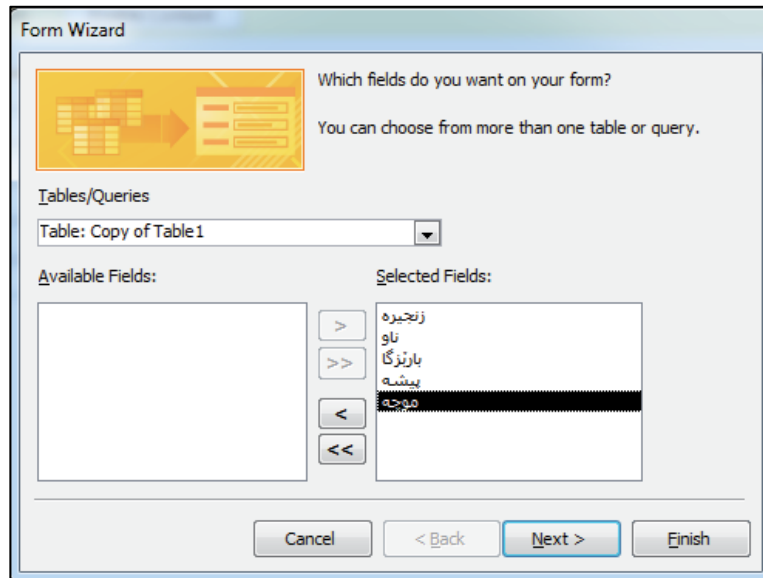 Form Wizard
Which fields do you want on your form?
You can choose from more than one table or query.
Tables/Queries
Table: Copy of Table1
Available Fields:
Selected Fields:
زنجیره
ناو
بارێزگا
پیشه
موچه
>
>>
<
<<
Cancel
< Back
Next >
Finish